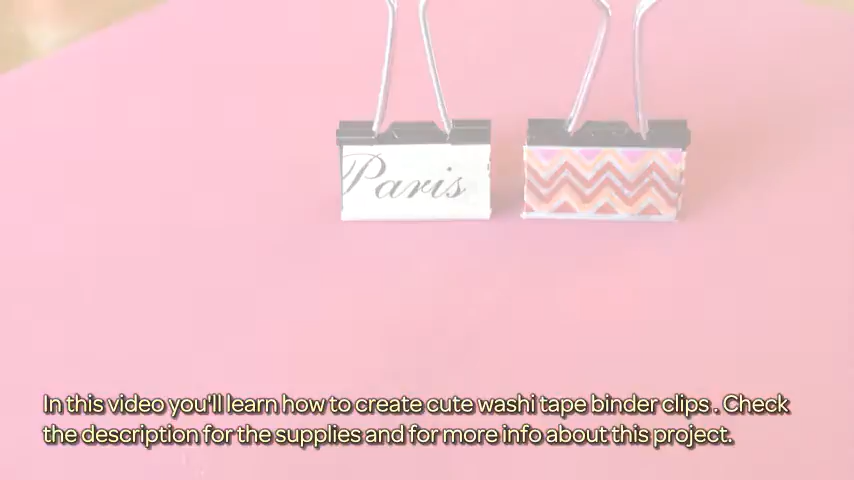 Paris
In this video you'll learn how to create cute washi tape binder clips . Check
the description for the supplies and for more info about this project.